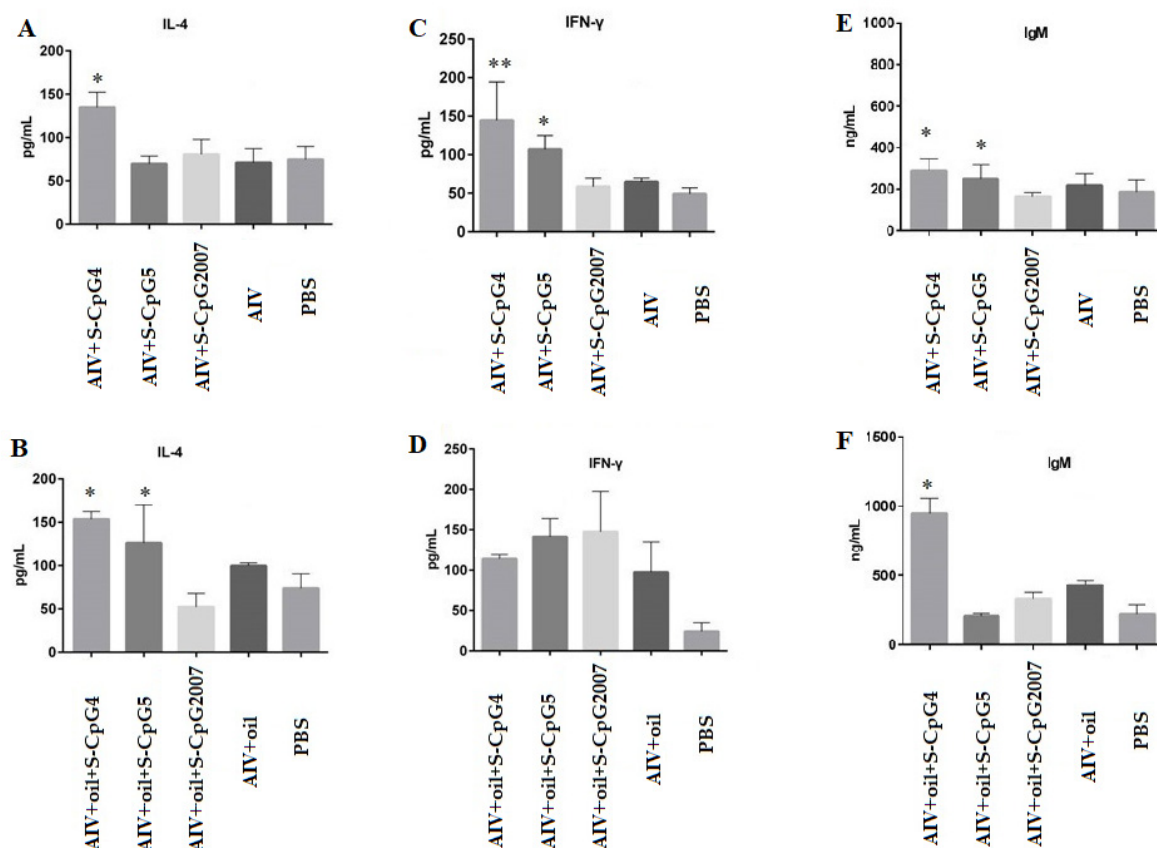 A
IL-4
200
150
100
50
0
pg/mL
*
AIV+S-CpG4
AIV+S-CpG5
AIV+S-CpG2007
AIV
PBS
C
IFN-γ
250
200
150
100
50
0
pg/mL
**
*
AIV+S-CpG4
AIV+S-CpG5
AIV+S-CpG2007
AIV
PBS
E
IgM
1000
800
600
400
200
0
ng/mL
*
*
AIV+S-CpG4
AIV+S-CpG5
AIV+S-CpG2007
AIV
PBS
B
IL-4
200
150
100
50
0
pg/mL
*
*
AIV+oil+S-CpG4
AIV+oil+S-CpG5
AIV+oil+S-CpG2007
AIV+oil
PBS
D
IFN-γ
250
200
150
100
50
0
pg/mL
AIV+oil+S-CpG4
AIV+oil+S-CpG5
AIV+oil+S-CpG2007
AIV+oil
PBS
F
IgM
1500
1000
500
0
ng/mL
*
AIV+oil+S-CpG4
AIV+oil+S-CpG5
AIV+oil+S-CpG2007
AIV+oil
PBS